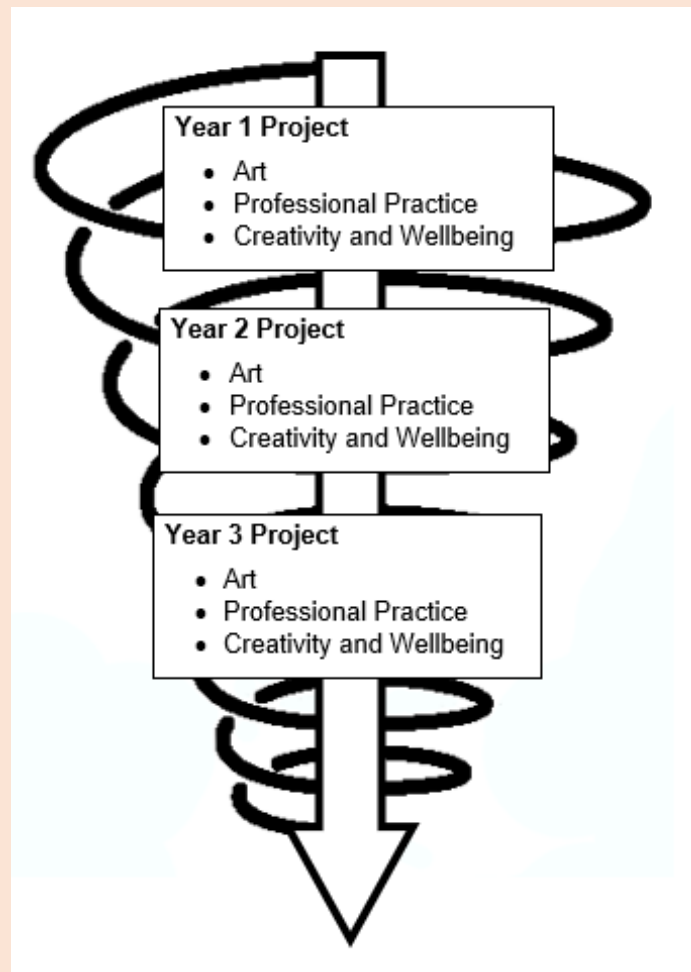 Year 1 Project
• Art
• Professional Practice
• Creativity and Wellbeing
Year 2 Project
• Art
• Professional Practice
• Creativity and Wellbeing
Year 3 Project
• Art
• Professional Practice
• Creativity and Wellbeing